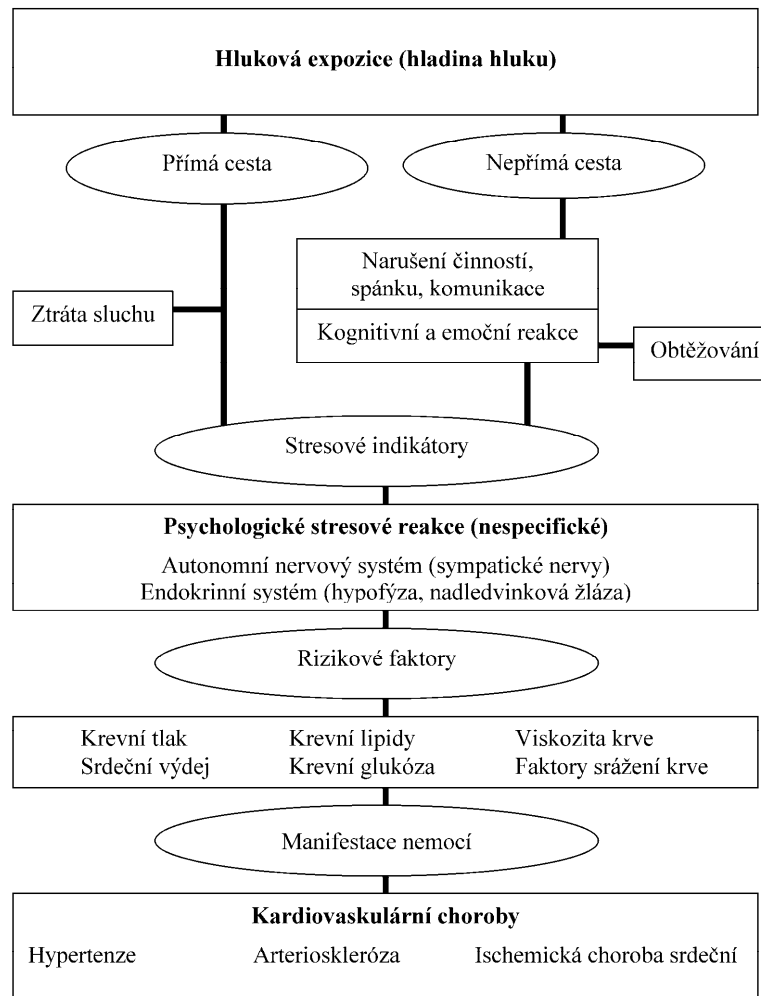 Hluková expozice (hladina hluku)
Přímá cesta
Nepřímá cesta
Narušení činností,
spánku, komunikace
Ztráta sluchu
Kognitivní a emoční reakce
Obtěžování
Stresové indikátory
Psychologické stresové reakce (nespecifické)
Autonomní nervový systém (sympatické nervy)
Endokrinní systém (hypofýza, nadledvinková žláza)
Rizikové faktory
Krevní tlak Krevní lipidy Viskozita krve
Srdeční výdej Krevní glukóza Faktory srážení krve
Manifestace nemocí
Kardiovaskulární choroby
Hypertenze Arterioskleróza Ischemická choroba srdeční